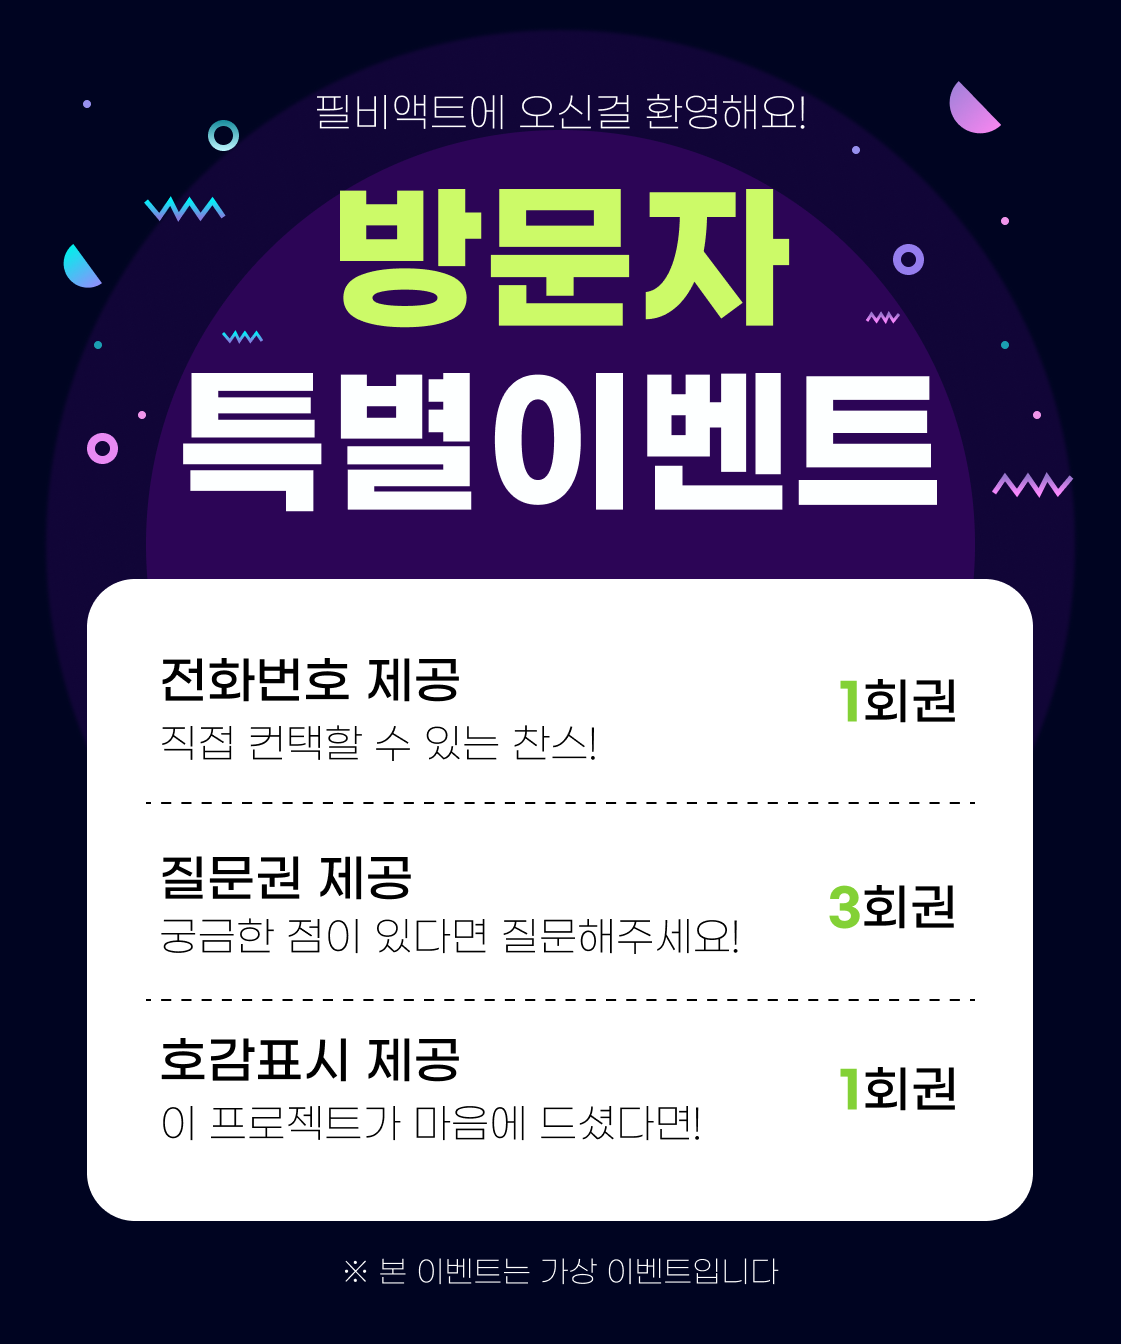 필비액트에 오신걸 환영해요!
방문자
특별이벤트
전화번호 제공
직접 컨택할 수 있는 찬스!
1회권
질문권 제공
궁금한 점이 있다면 질문해주세요!
3회권
호감표시 제공
이 프로젝트가 마음에 드셨다면!
1회권
※ 본 이벤트는 가상 이벤트입니다